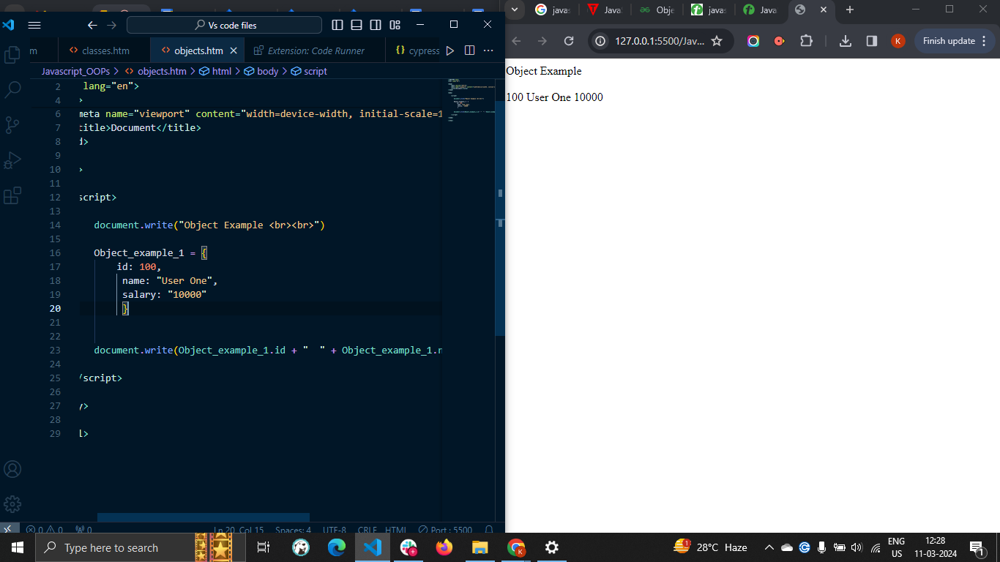 Vs code files
m
classes.htm
objects.htm
Extension: Code Runner
cypress
Javascript_OOPs > objects.htm > html > body > script
2 lang="en">
4 >
6 meta name="viewport" content="width=device-width, initial-scale=1
7 title>Document</title>
8 d>
9
10 >
11
12 script>
13
14 document.write("Object Example <br><br>")
15
16 Object_example_1 = {
17 id: 100,
18 name: "User One",
19 salary: "10000"
20 }
21
22
23 document.write(Object_example_1.id + "  " + Object_example_1.n
24
25 /script>
26
27 y>
28
29 l>
0 0 0 Ln 20, Col 15 Spaces: 4 UTF-8 CRLF HTML Port : 5500
javas
Java
Obje
javas
Java
127.0.0.1:5500/Jav...
K
Finish update
Object Example
100 User One 10000
Type here to search
1
28°C Haze
ENG
US
12:28
11-03-2024
1